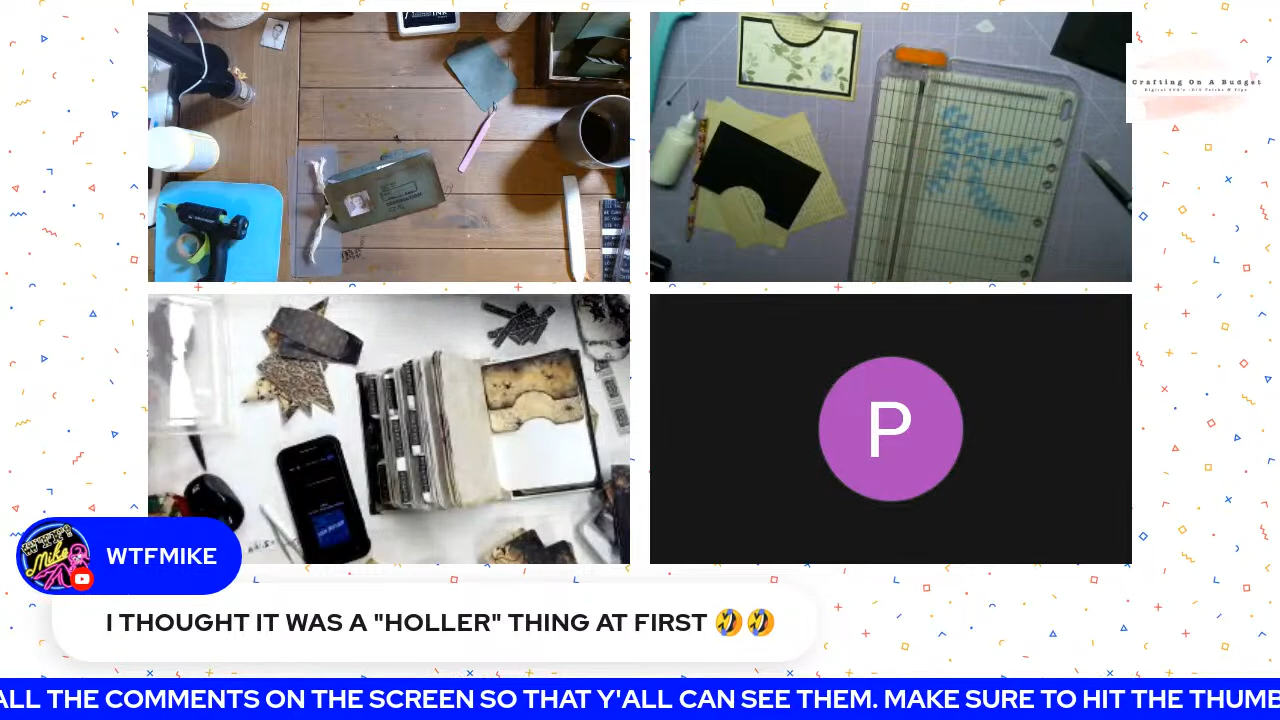 INK
Crafting On A Budget
P
WTFMIKE
I THOUGHT IT WAS A "HOLLER" THING AT FIRST 🤣🤣
ALL THE COMMENTS ON THE SCREEN SO THAT Y'ALL CAN SEE THEM. MAKE SURE TO HIT THE THUMB